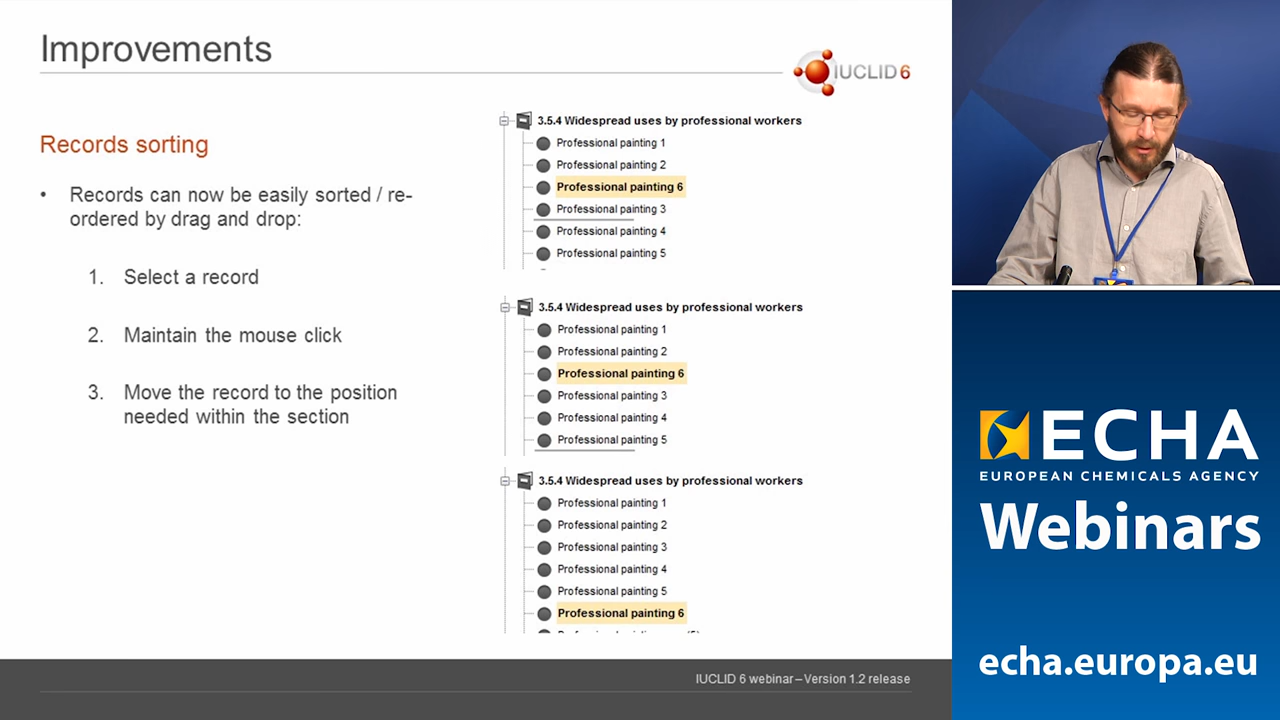 Improvements
IUCLID 6
Records sorting
• Records can now be easily sorted / re-
ordered by drag and drop:
1. Select a record
2. Maintain the mouse click
3. Move the record to the position
needed within the section
3.5.4 Widespread uses by professional workers
Professional painting 1
Professional painting 2
Professional painting 6
Professional painting 3
Professional painting 4
Professional painting 5
3.5.4 Widespread uses by professional workers
Professional painting 1
Professional painting 2
Professional painting 6
Professional painting 3
Professional painting 4
Professional painting 5
3.5.4 Widespread uses by professional workers
Professional painting 1
Professional painting 2
Professional painting 3
Professional painting 4
Professional painting 5
Professional painting 6
IUCLID 6 webinar – Version 1.2 release
ECHA
EUROPEAN CHEMICALS AGENCY
Webinars
echa.europa.eu